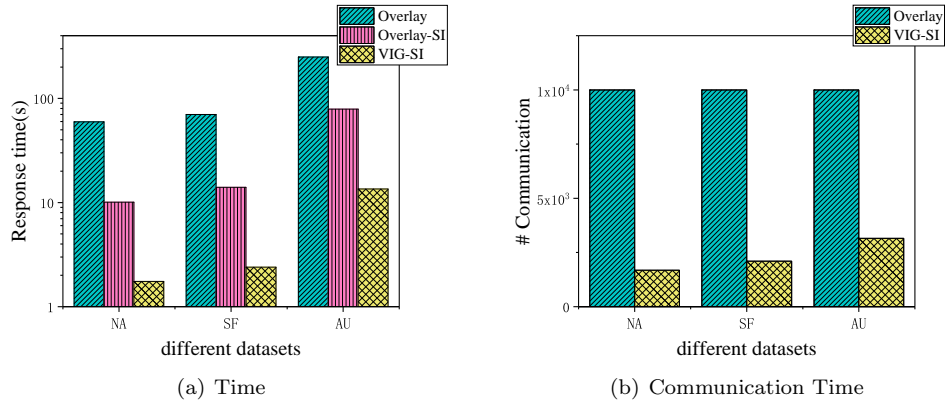 Overlay
Overlay-SI
VIG-SI
Response time(s)
100
10
1
NA SF AU
different datasets
(a) Time
Overlay
VIG-SI
# Communication
1x10⁴
5x10³
0
NA SF AU
different datasets
(b) Communication Time